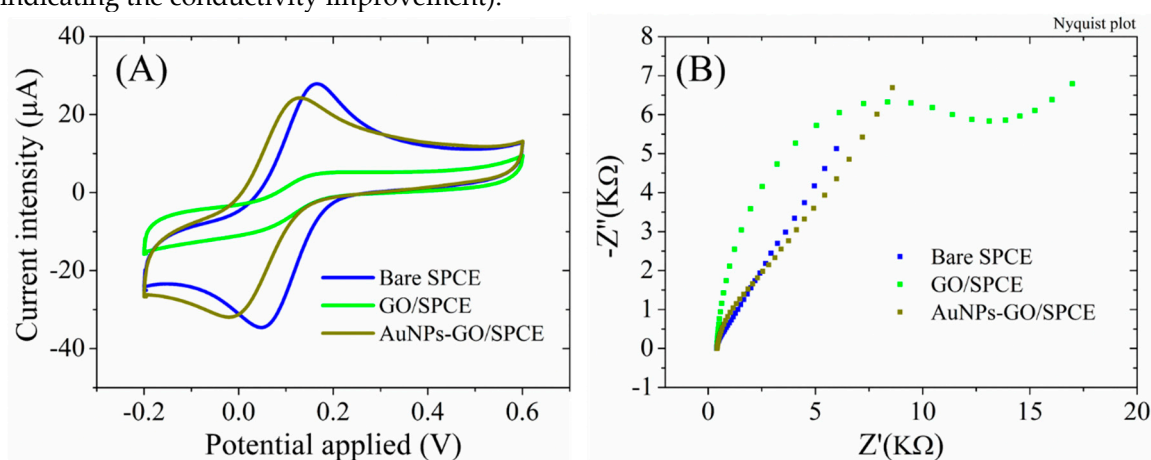 indicating the conductivity improvement).
Nyquist plot
(A)
40
20
0
-20
-40
Current intensity (μA)
Bare SPCE
GO/SPCE
AuNPs-GO/SPCE
-0.2 0.0 0.2 0.4 0.6
Potential applied (V)
(B)
8
7
6
5
4
3
2
1
0
-1
-Z''(KΩ)
Bare SPCE
GO/SPCE
AuNPs-GO/SPCE
0 5 10 15 20
Z'(KΩ)